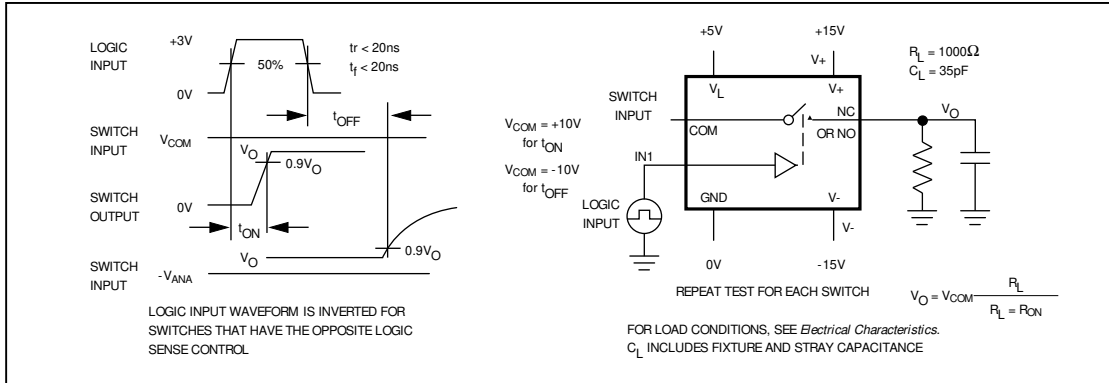 LOGIC
INPUT
+3V
0V
50%
tr < 20ns
tf < 20ns
tOFF
SWITCH
INPUT
VCOM
VO
0.9VO
SWITCH
OUTPUT
0V
tON
VO
0.9VO
SWITCH
INPUT
- VANA
LOGIC INPUT WAVEFORM IS INVERTED FOR
SWITCHES THAT HAVE THE OPPOSITE LOGIC
SENSE CONTROL
+5V
+15V
V+
VL
V+
RL = 1000Ω
CL = 35pF
SWITCH
INPUT
COM
NC
OR NO
VO
VCOM = +10V
for tON
VCOM = -10V
for tOFF
IN1
LOGIC
INPUT
GND
V-
V-
0V
-15V
REPEAT TEST FOR EACH SWITCH
VO = VCOM RL
RL = RON
FOR LOAD CONDITIONS, SEE Electrical Characteristics.
CL INCLUDES FIXTURE AND STRAY CAPACITANCE